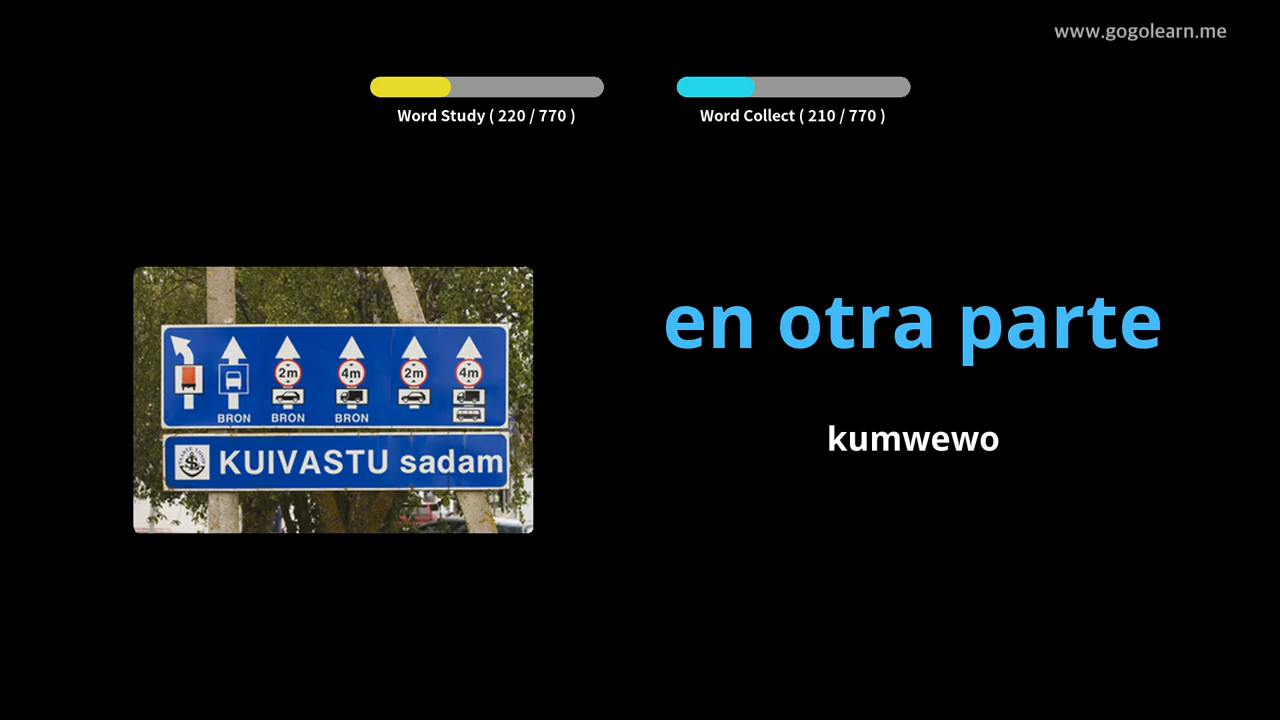 www.gogolearn.me
Word Study ( 220 / 770 )
Word Collect ( 210 / 770 )
en otra parte
kumwewo
2m 4m 2m 4m
BRON BRON BRON
KUIVASTU sadam